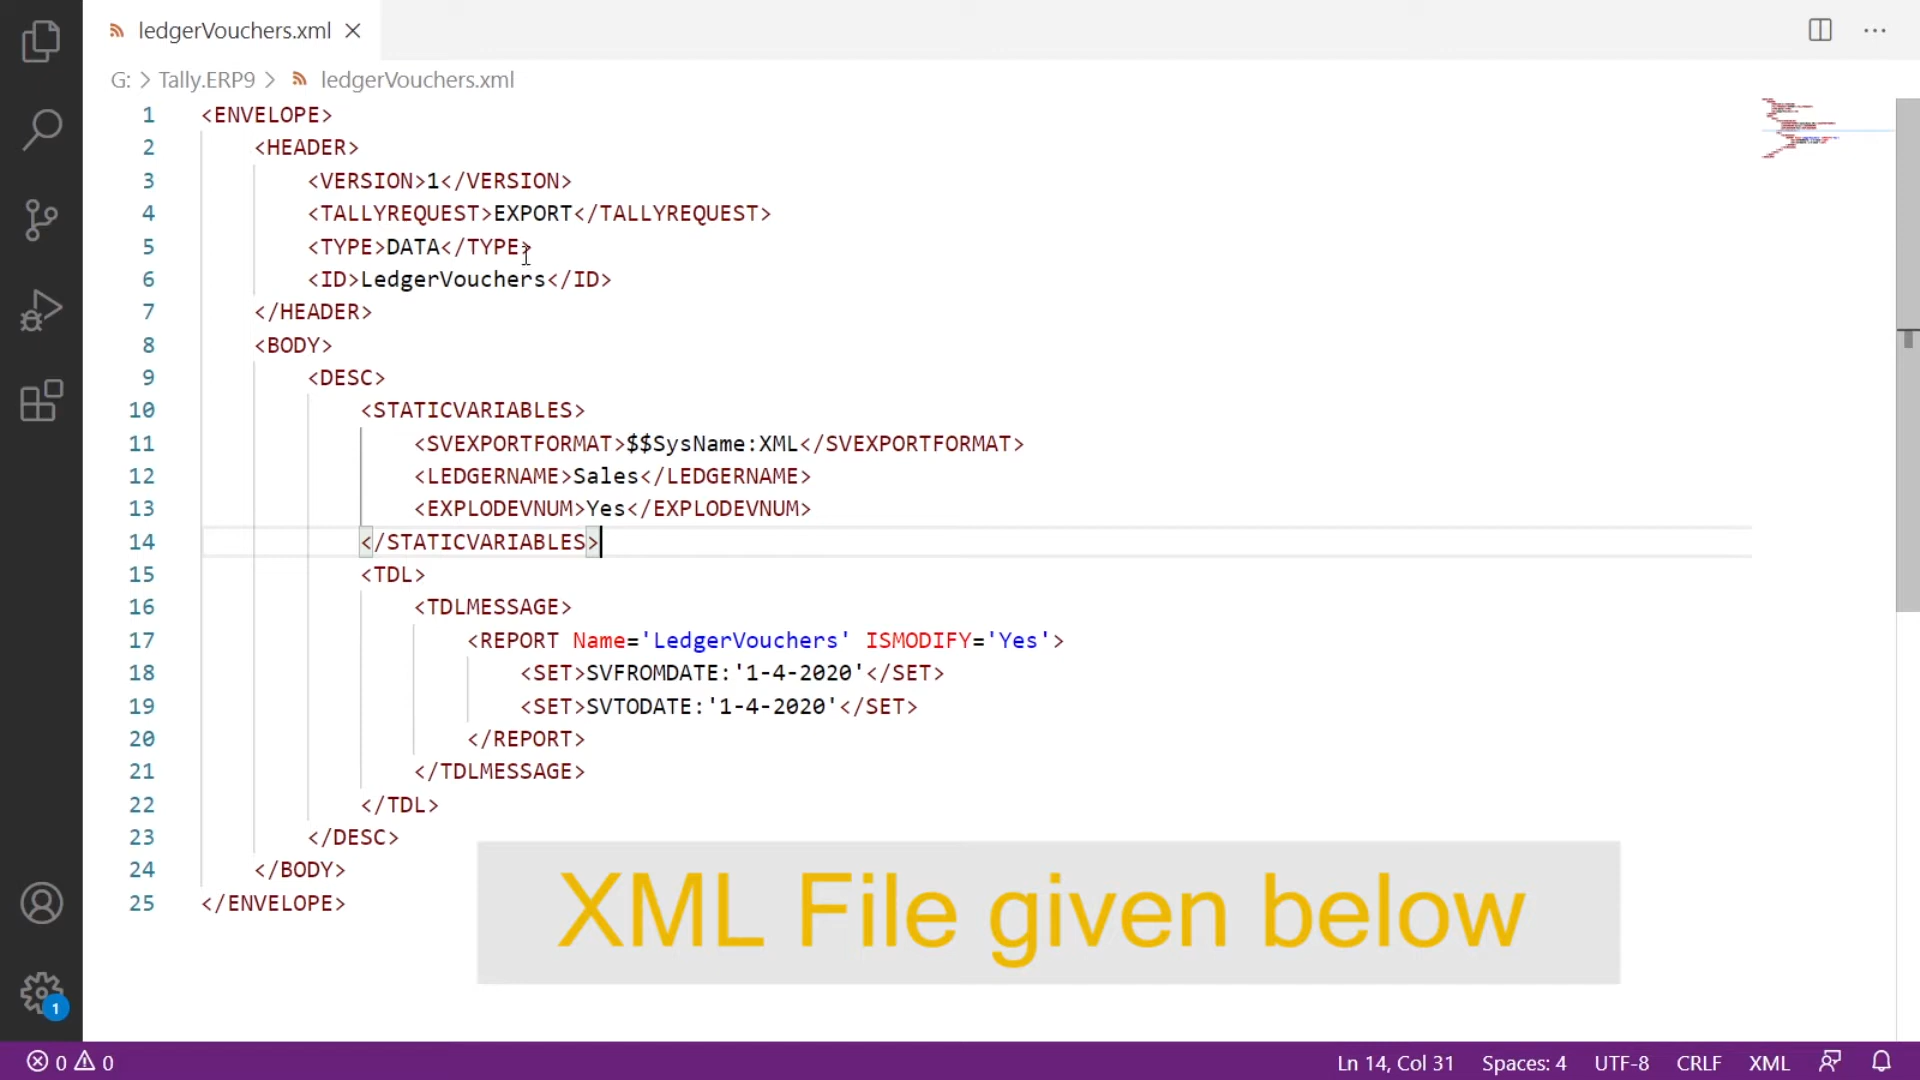 ledgerVouchers.xml
G: > Tally.ERP9 > ledgerVouchers.xml
1 <ENVELOPE>
2 <HEADER>
3 <VERSION>1</VERSION>
4 <TALLYREQUEST>EXPORT</TALLYREQUEST>
5 <TYPE>DATA</TYPE>
6 <ID>LedgerVouchers</ID>
7 </HEADER>
8 <BODY>
9 <DESC>
10 <STATICVARIABLES>
11 <SVEXPORTFORMAT>$$SysName:XML</SVEXPORTFORMAT>
12 <LEDGERNAME>Sales</LEDGERNAME>
13 <EXPLODEVNUM>Yes</EXPLODEVNUM>
14 </STATICVARIABLES>
15 <TDL>
16 <TDLMESSAGE>
17 <REPORT Name='LedgerVouchers' ISMODIFY='Yes'>
18 <SET>SVFROMDATE:'1-4-2020'</SET>
19 <SET>SVTODATE:'1-4-2020'</SET>
20 </REPORT>
21 </TDLMESSAGE>
22 </TDL>
23 </DESC>
24 </BODY>
25 </ENVELOPE>
XML File given below
1
0 0 Ln 14, Col 31 Spaces: 4 UTF-8 CRLF XML